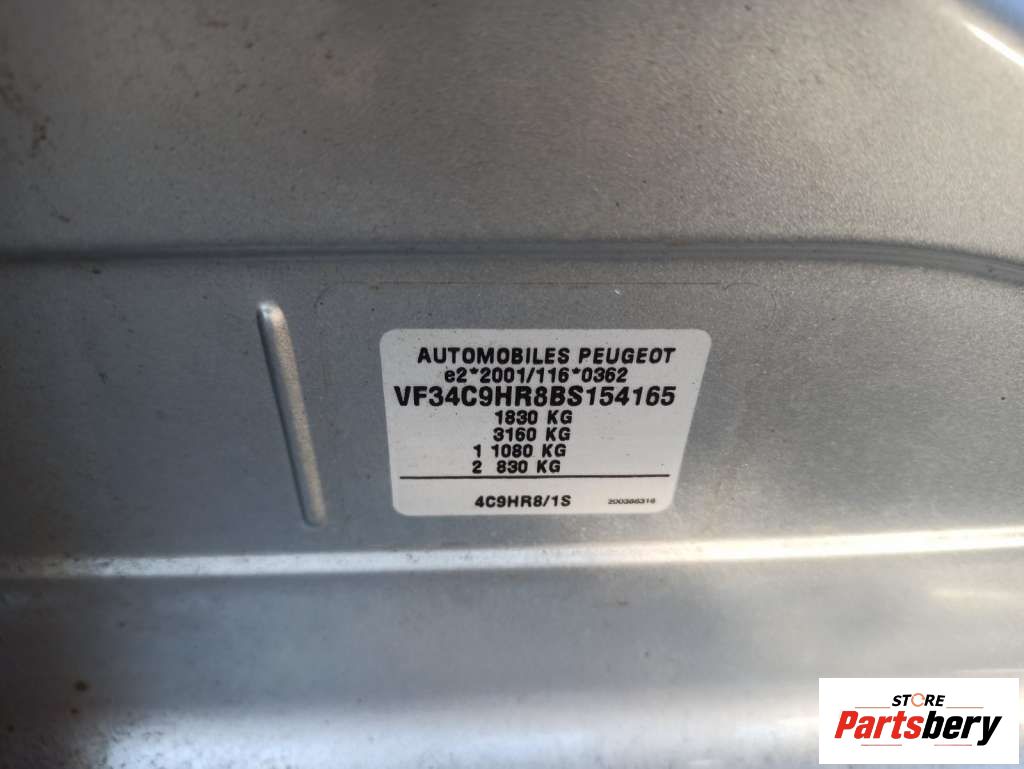 AUTOMOBILES PEUGEOT
e2*2001/116*0362
VF34C9HR8BS154165
1830 KG
3160 KG
1 1080 KG
2 830 KG
4C9HR8/1S
STORE
Partsbery